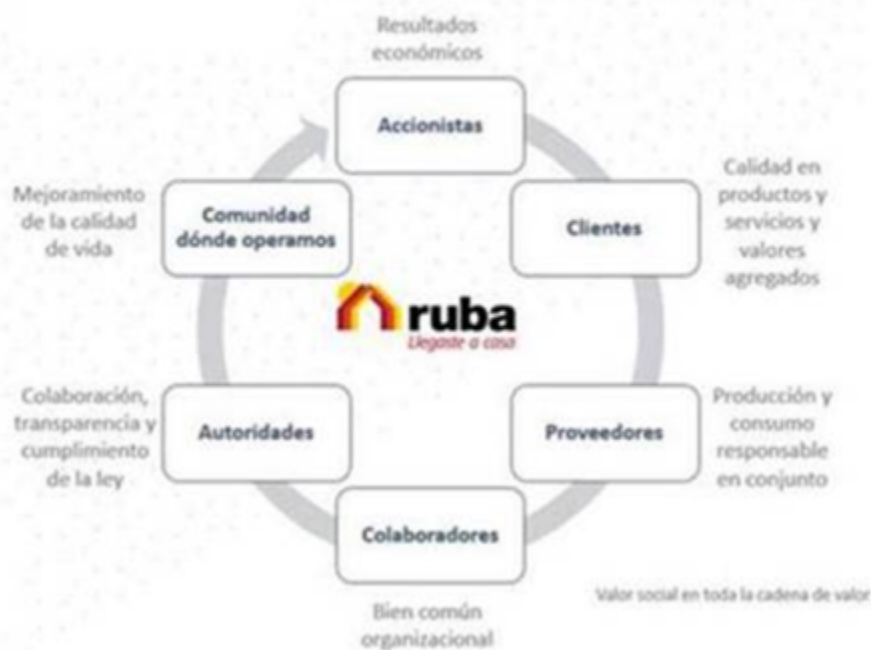 Resultados
económicos
Accionistas
Calidad en
productos y
servicios y
valores
agregados
Clientes
Producción y
consumo
responsable
en conjunto
Proveedores
Colaboradores
Bien común
organizacional
Autoridades
Colaboración,
transparencia y
cumplimiento
de la ley
Comunidad
dónde operamos
Mejoramiento
de la calidad
de vida
ruba
Llegaste a casa
Valor social en toda la cadena de valor